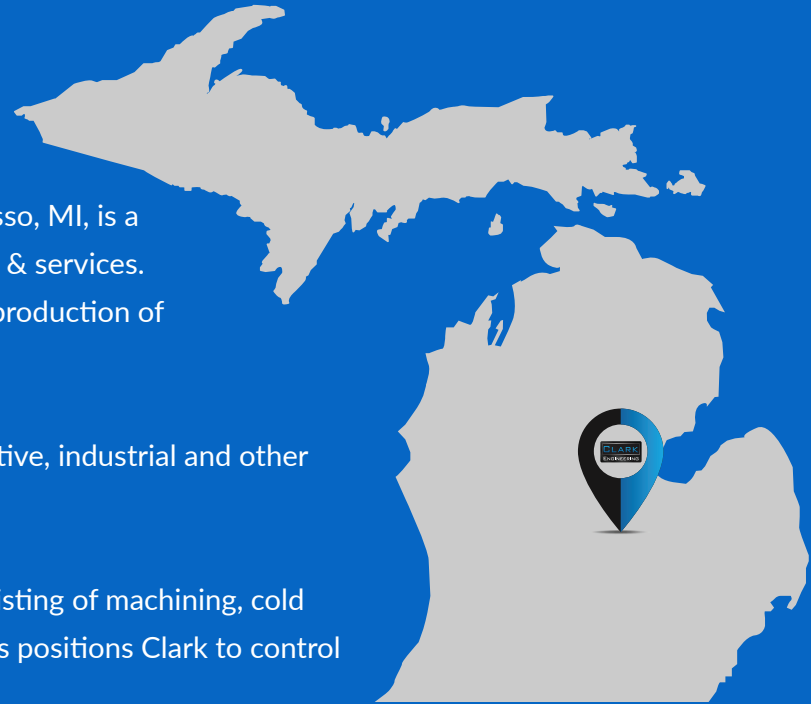 sso, MI, is a
& services.
production of
tive, industrial and other
isting of machining, cold
s positions Clark to control
CLARK
ENGINEERING